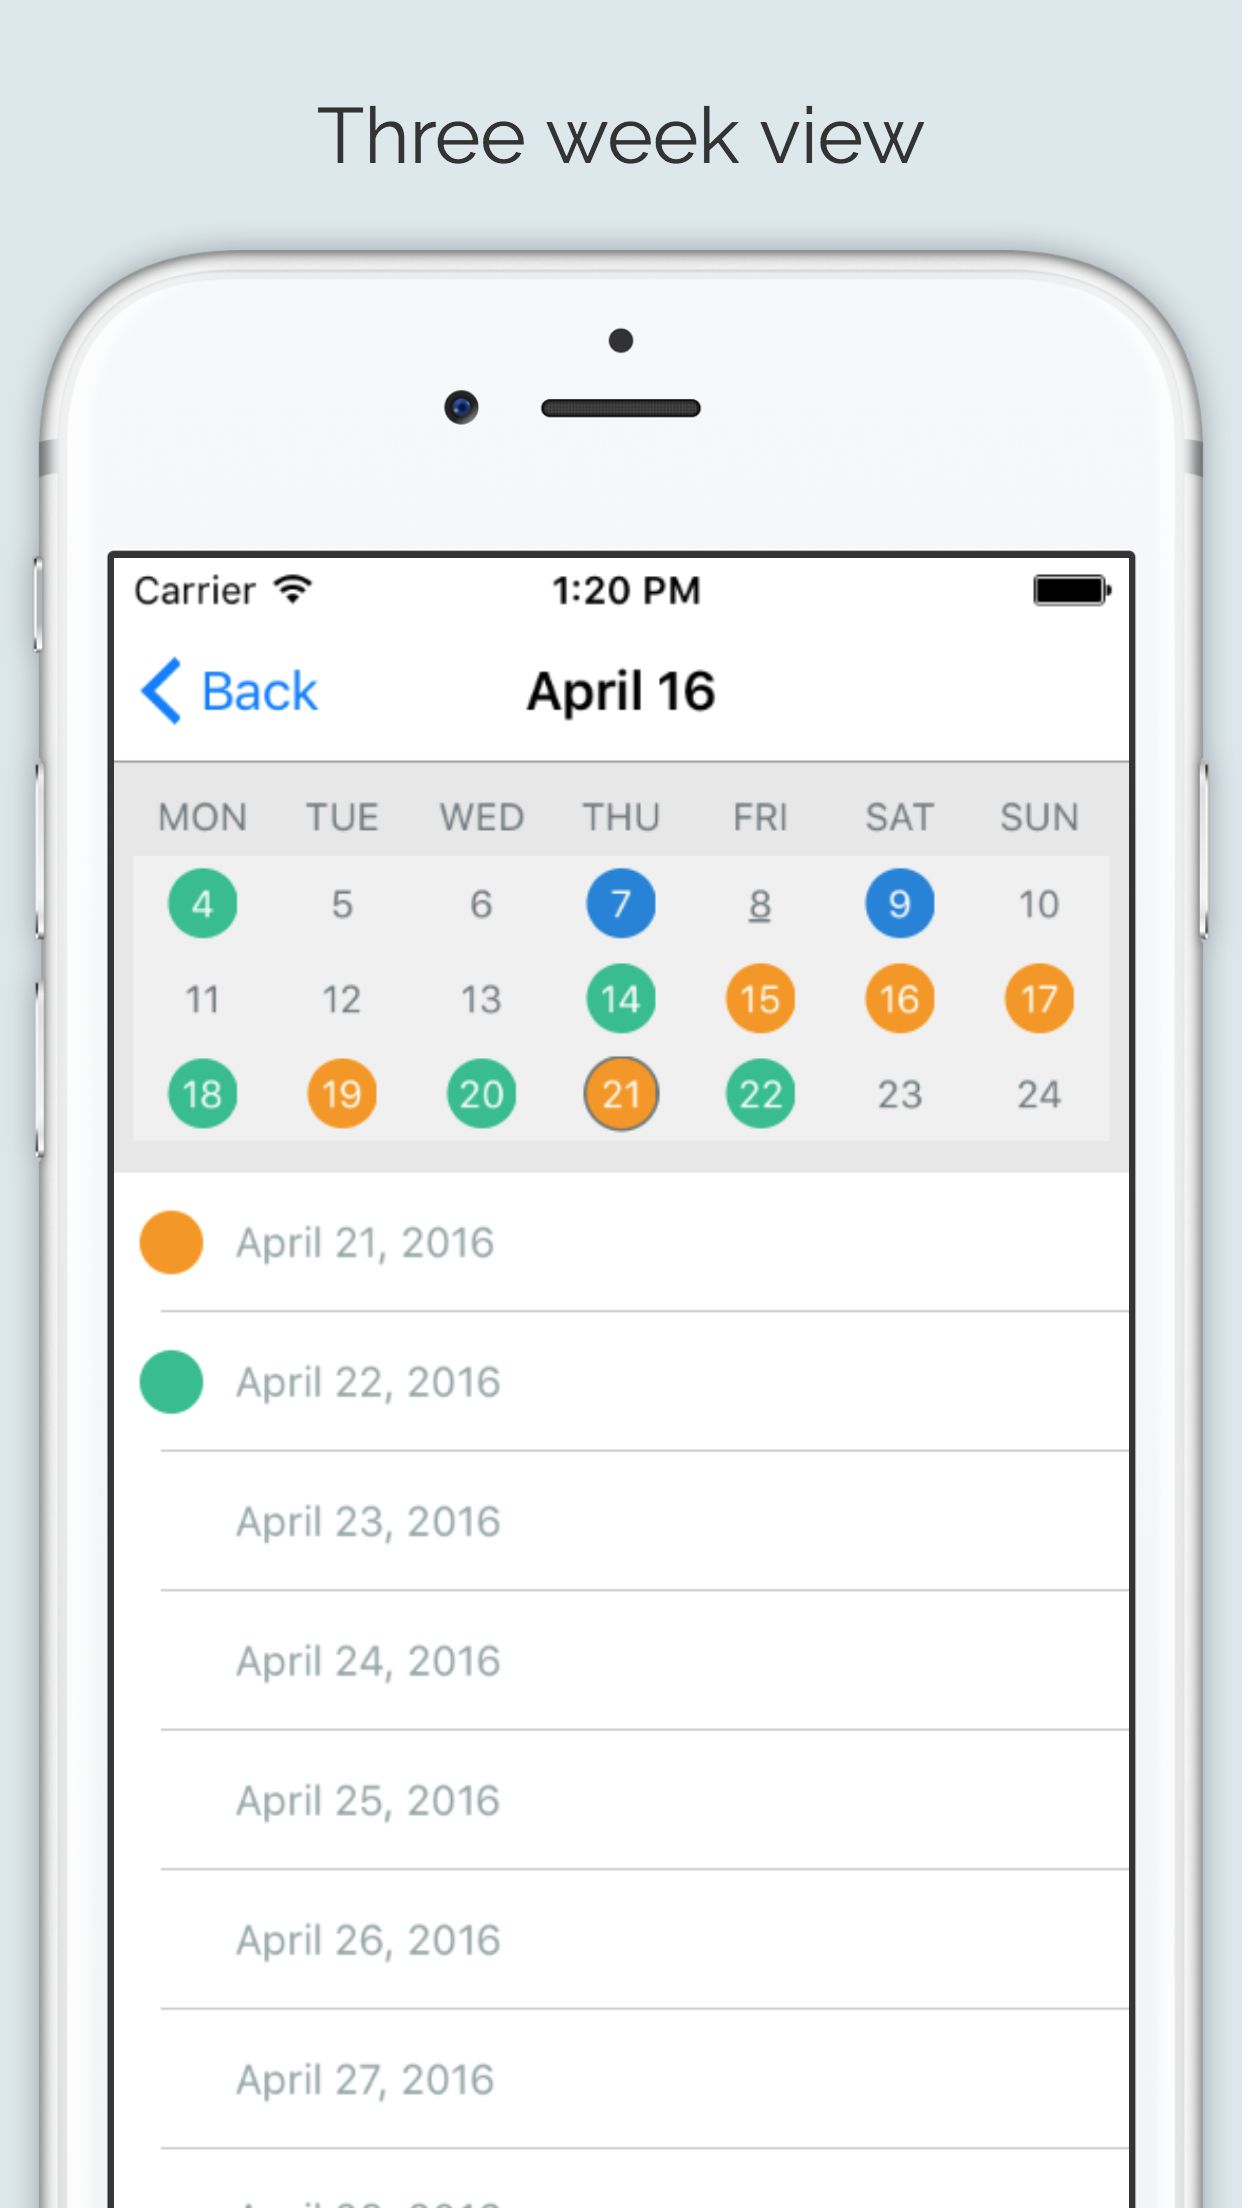 Three week view
Carrier 1:20 PM
Back April 16
MON TUE WED THU FRI SAT SUN
4 5 6 7 8 9 10
11 12 13 14 15 16 17
18 19 20 21 22 23 24
April 21, 2016
April 22, 2016
April 23, 2016
April 24, 2016
April 25, 2016
April 26, 2016
April 27, 2016